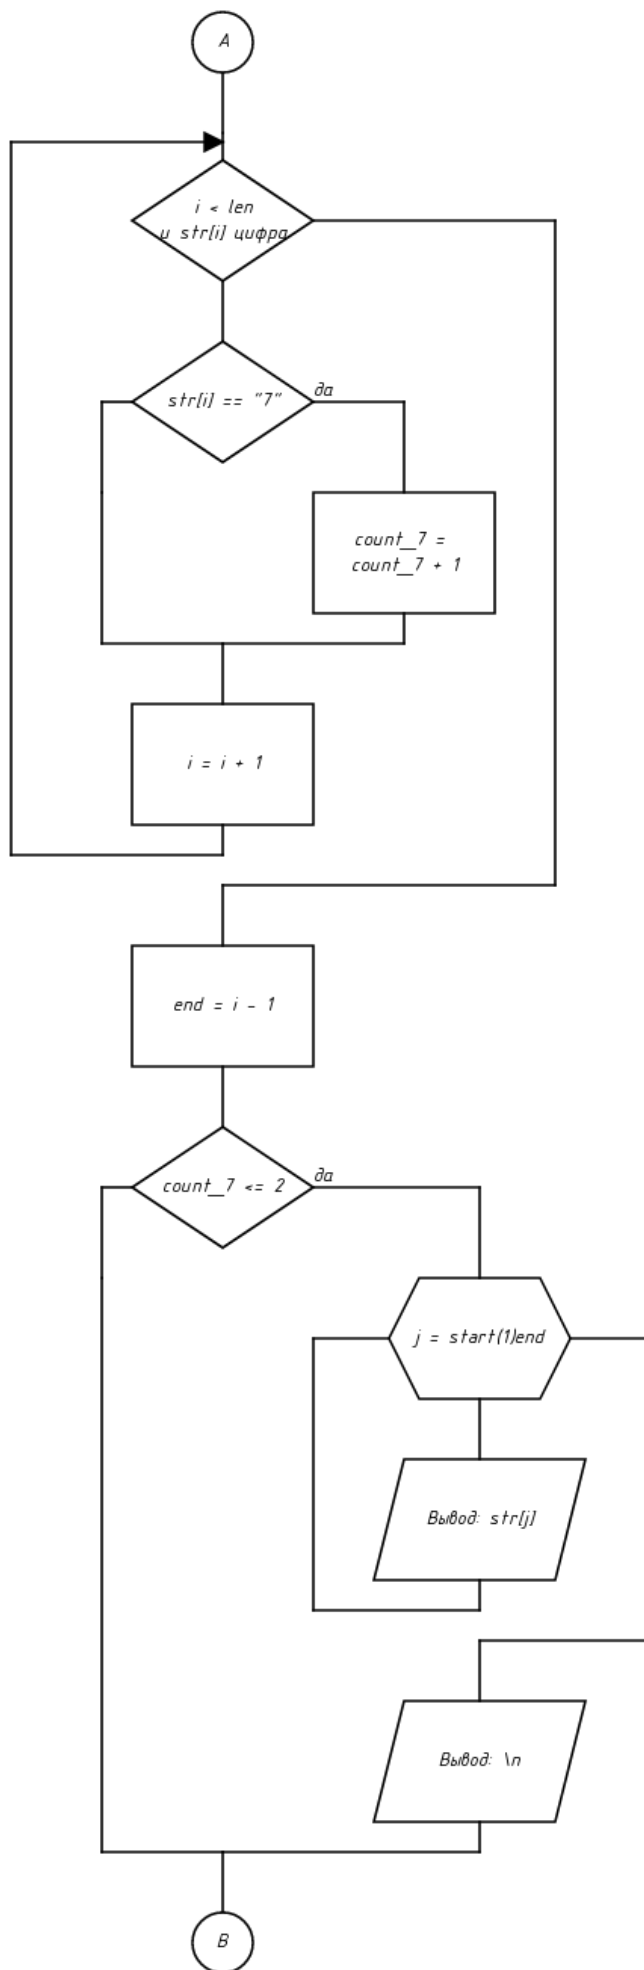 A
i < len
и str[i] цифра
str[i] == "7"
да
count_7 =
count_7 + 1
i = i + 1
end = i - 1
count_7 <= 2
да
j = start(1)end
Вывод: str[j]
Вывод: \n
B